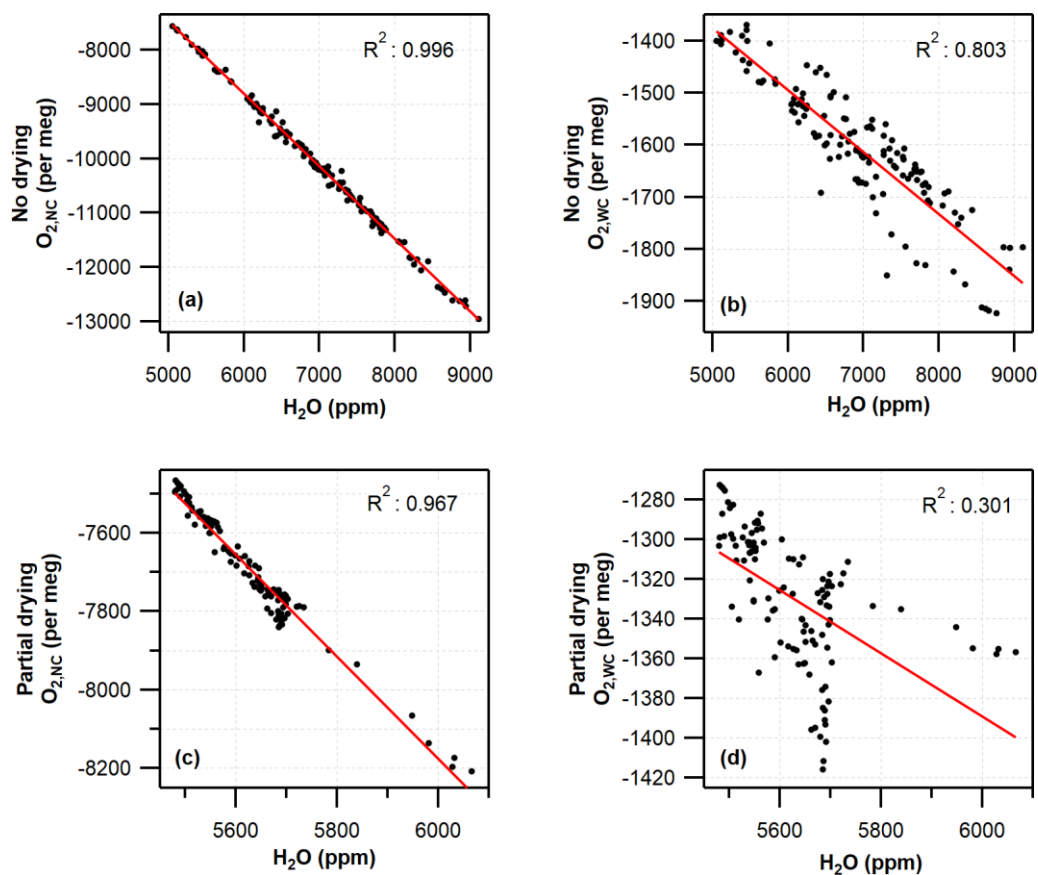 No drying
O2,NC (per meg)
-8000
-9000
-10000
-11000
-12000
-13000
R2 : 0.996
(a)
5000 6000 7000 8000 9000
H2O (ppm)
No drying
O2,WC (per meg)
-1400
-1500
-1600
-1700
-1800
-1900
R2 : 0.803
(b)
5000 6000 7000 8000 9000
H2O (ppm)
Partial drying
O2,NC (per meg)
-7600
-7800
-8000
-8200
R2 : 0.967
(c)
5600 5800 6000
H2O (ppm)
Partial drying
O2,WC (per meg)
-1280
-1300
-1320
-1340
-1360
-1380
-1400
-1420
R2 : 0.301
(d)
5600 5800 6000
H2O (ppm)